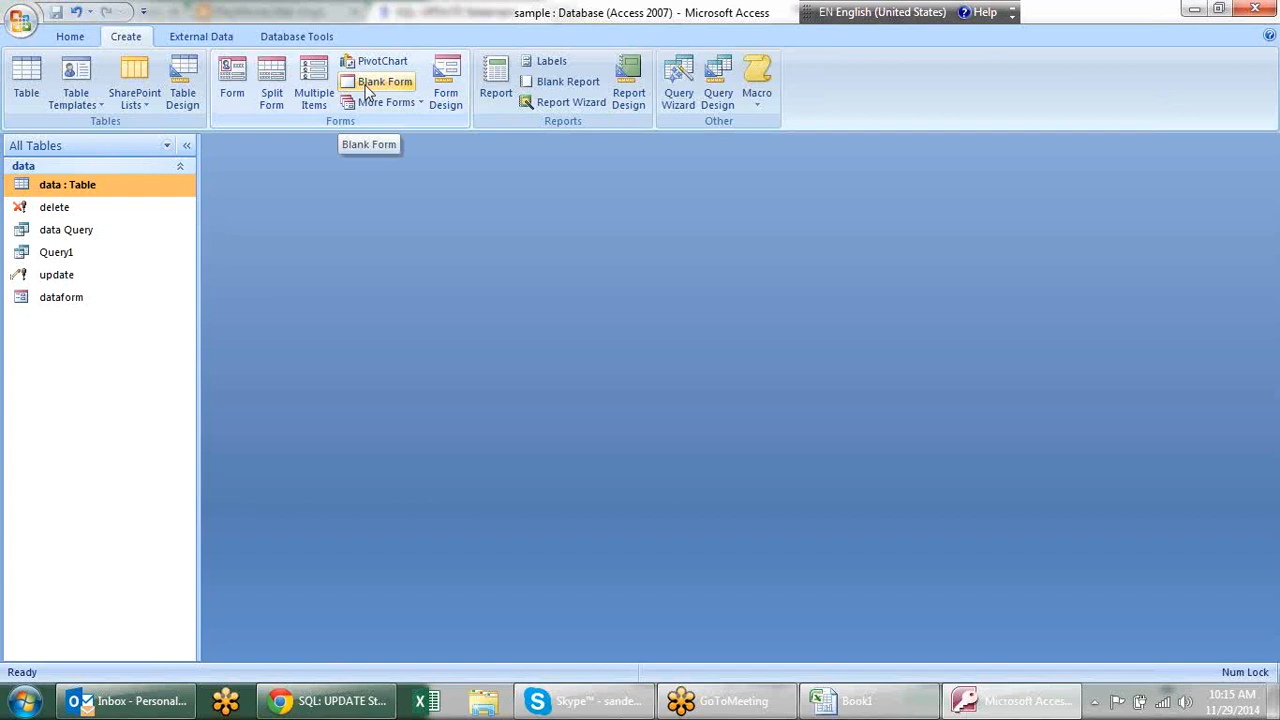 sample : Database (Access 2007) - Microsoft Access
EN English (United States)
Help
Home
Create
External Data
Database Tools
Table
Table Templates
SharePoint Lists
Table Design
Tables
Form
Split Form
Multiple Items
PivotChart
Blank Form
More Forms
Form Design
Forms
Report
Labels
Blank Report
Report Wizard
Report Design
Reports
Query Wizard
Query Design
Macro
Other
Blank Form
All Tables
data
data : Table
delete
data Query
Query1
update
dataform
Ready
Num Lock
Inbox - Personal...
SQL: UPDATE St...
Skype™ - sande...
GoToMeeting
Book1
Microsoft Acces...
10:15 AM
11/29/2014